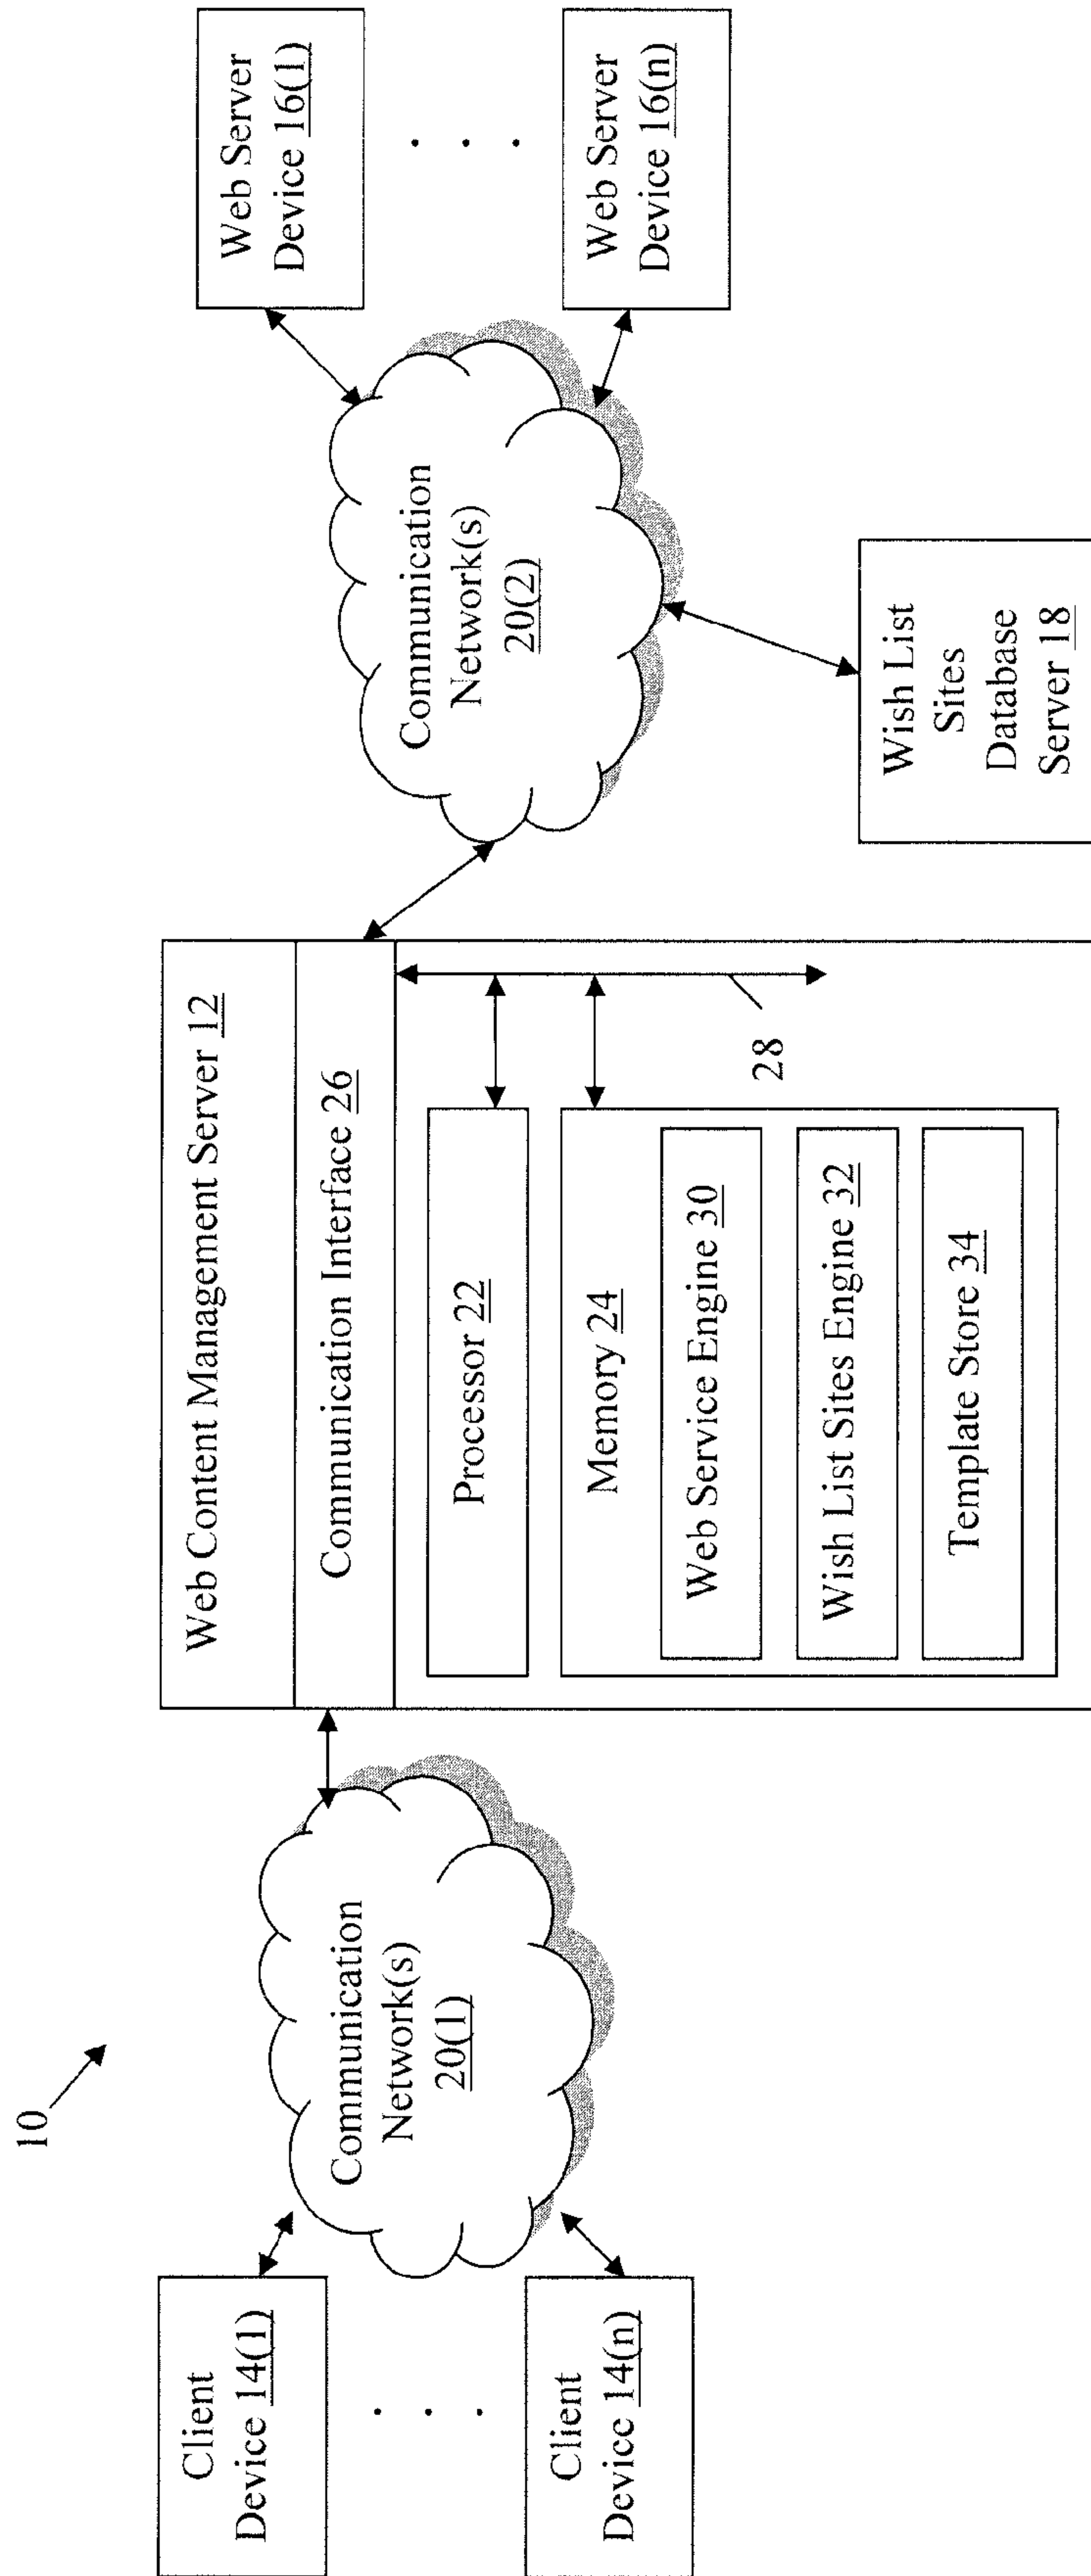 10
Client
Device 14(1)
. . .
Client
Device 14(n)
Communication
Network(s)
20(1)
Web Content Management Server 12
Communication Interface 26
Processor 22
Memory 24
Web Service Engine 30
Wish List Sites Engine 32
Template Store 34
28
Communication
Network(s)
20(2)
Web Server
Device 16(1)
. . .
Web Server
Device 16(n)
Wish List
Sites
Database
Server 18